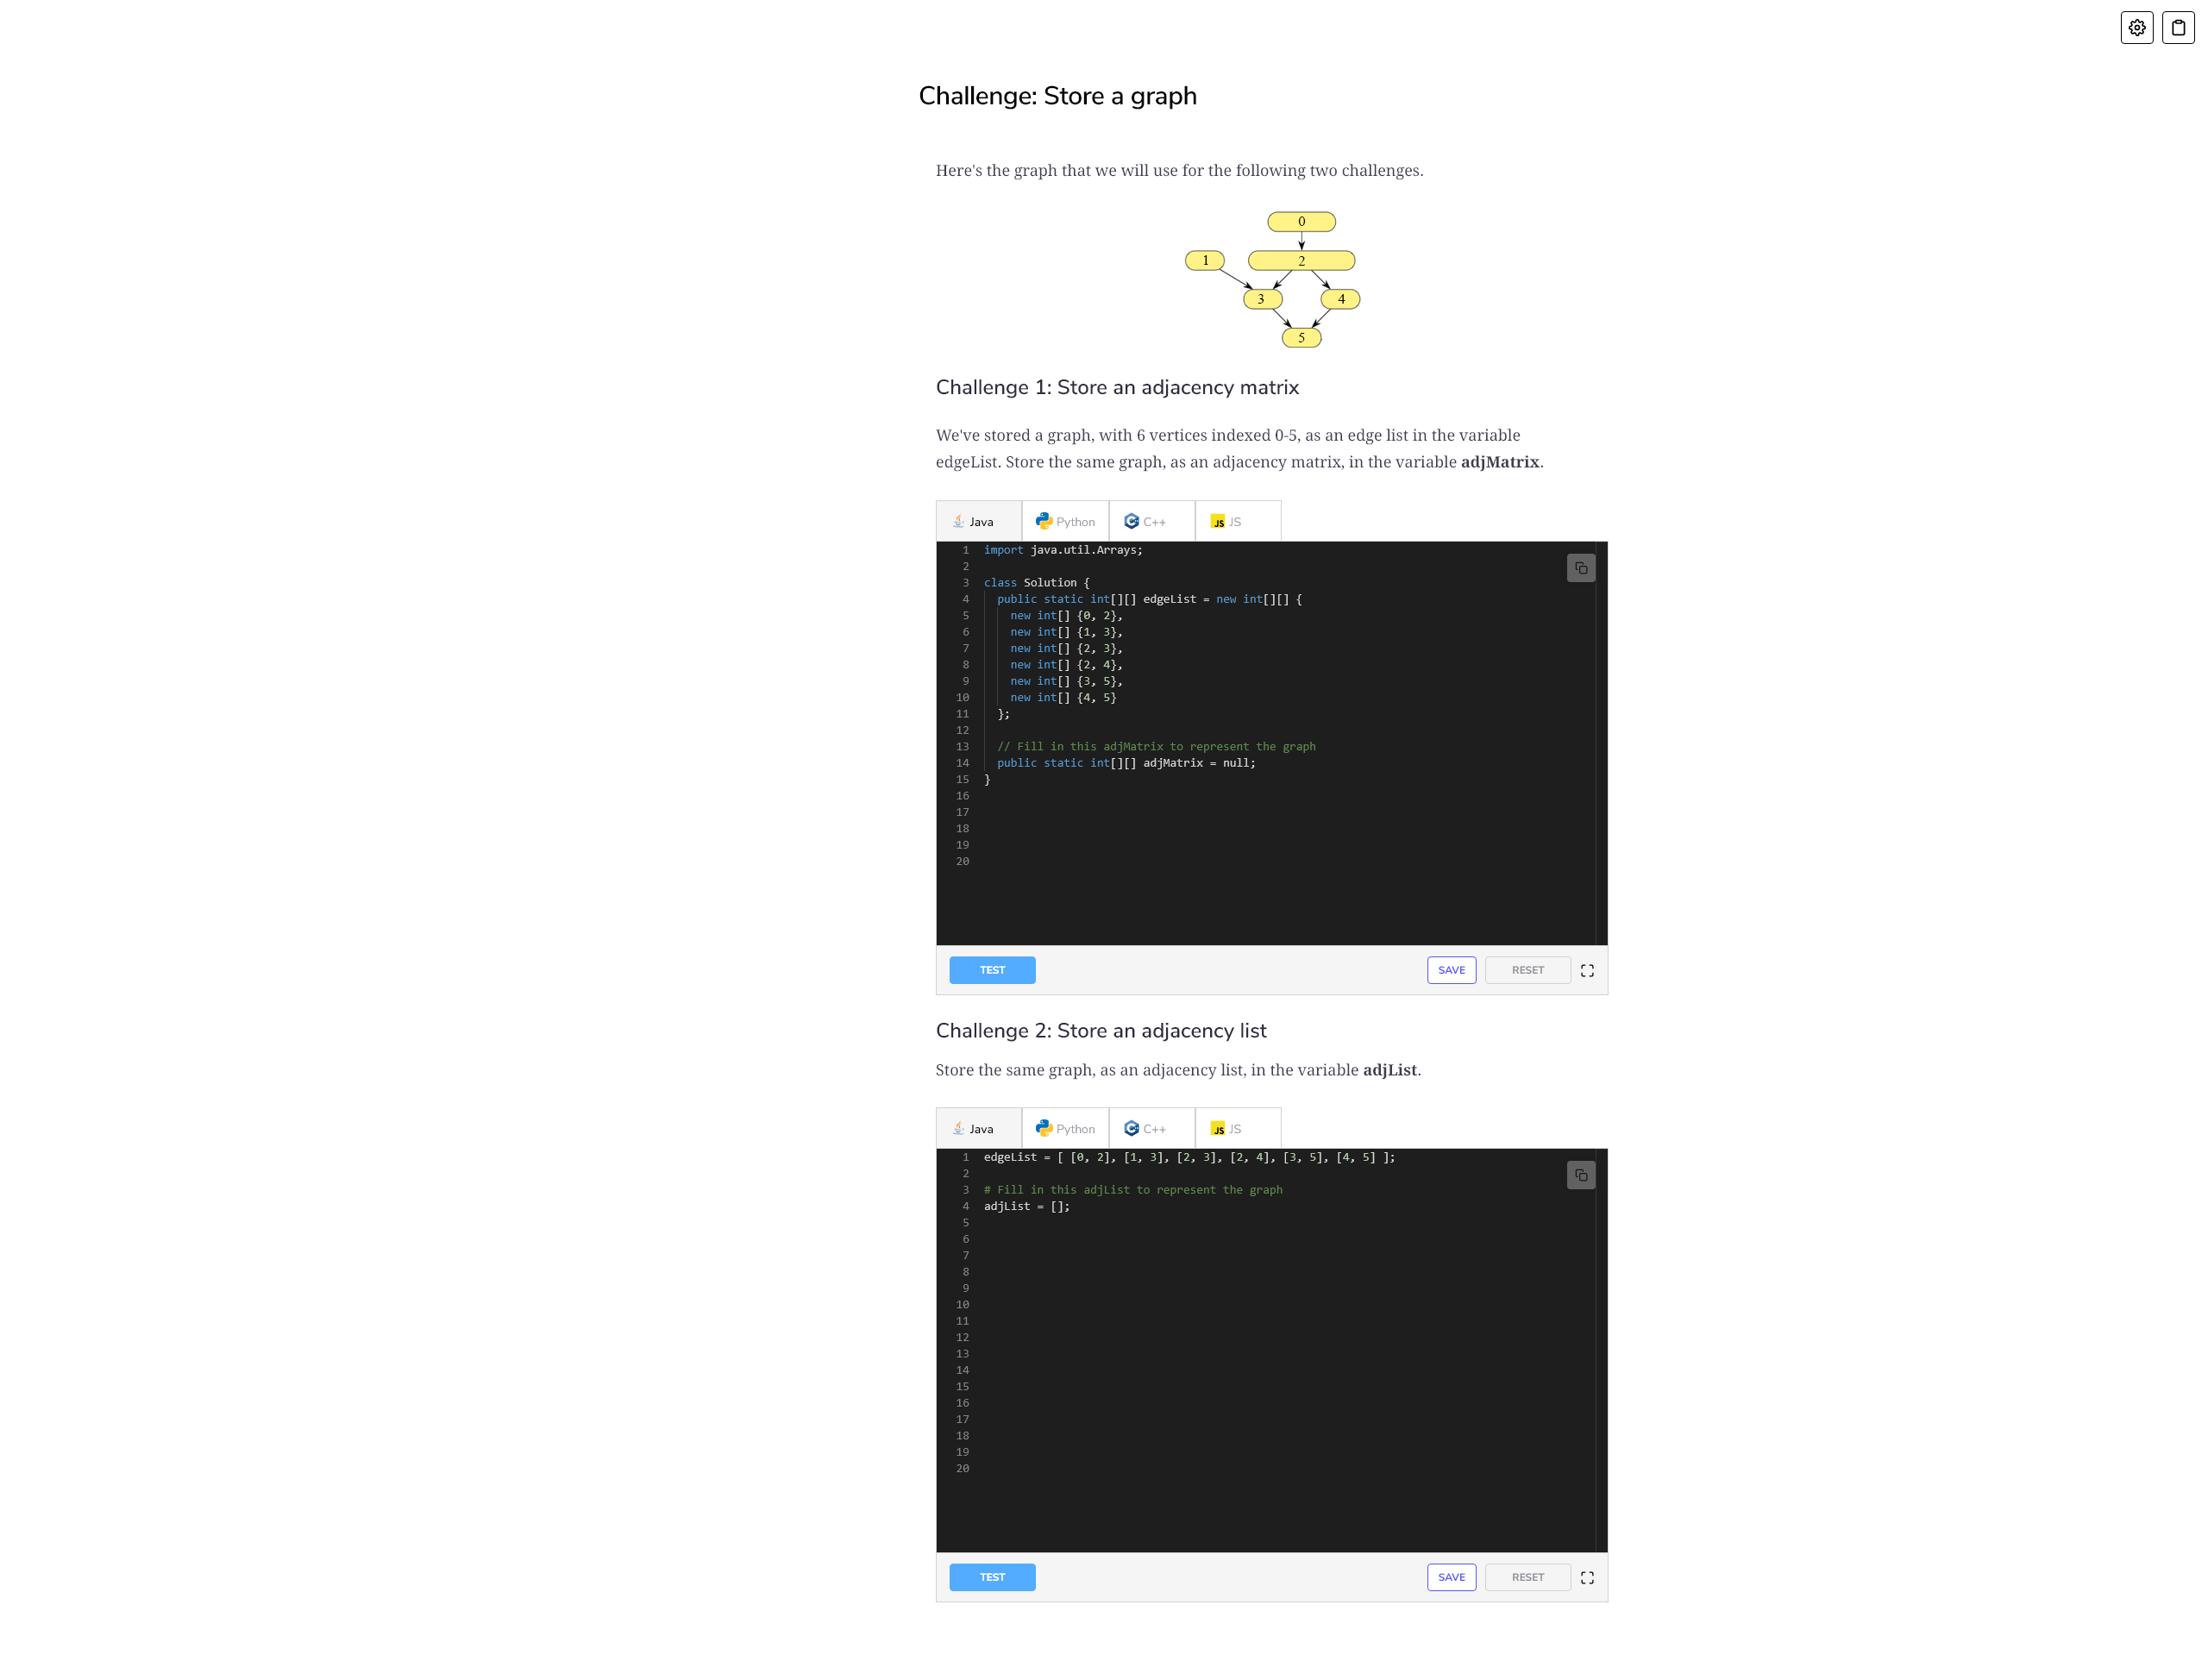 Challenge: Store a graph
Here's the graph that we will use for the following two challenges.
0
1
2
3
4
5
Challenge 1: Store an adjacency matrix
We've stored a graph, with 6 vertices indexed 0-5, as an edge list in the variable
edgeList. Store the same graph, as an adjacency matrix, in the variable adjMatrix.
Java
Python
C++
JS
1 import java.util.Arrays;
2
3 class Solution {
4 public static int[][] edgeList = new int[][] {
5 new int[] {0, 2},
6 new int[] {1, 3},
7 new int[] {2, 3},
8 new int[] {2, 4},
9 new int[] {3, 5},
10 new int[] {4, 5}
11 };
12
13 // Fill in this adjMatrix to represent the graph
14 public static int[][] adjMatrix = null;
15 }
16
17
18
19
20
TEST
SAVE
RESET
Challenge 2: Store an adjacency list
Store the same graph, as an adjacency list, in the variable adjList.
Java
Python
C++
JS
1 edgeList = [ [0, 2], [1, 3], [2, 3], [2, 4], [3, 5], [4, 5] ];
2
3 # Fill in this adjList to represent the graph
4 adjList = [];
5
6
7
8
9
10
11
12
13
14
15
16
17
18
19
20
TEST
SAVE
RESET